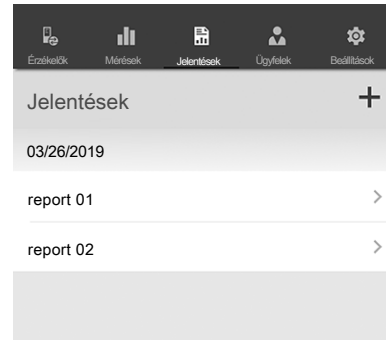 Érzékelők Mérések Jelentések Ügyfelek Beállítások
Jelentések
03/26/2019
report 01
report 02